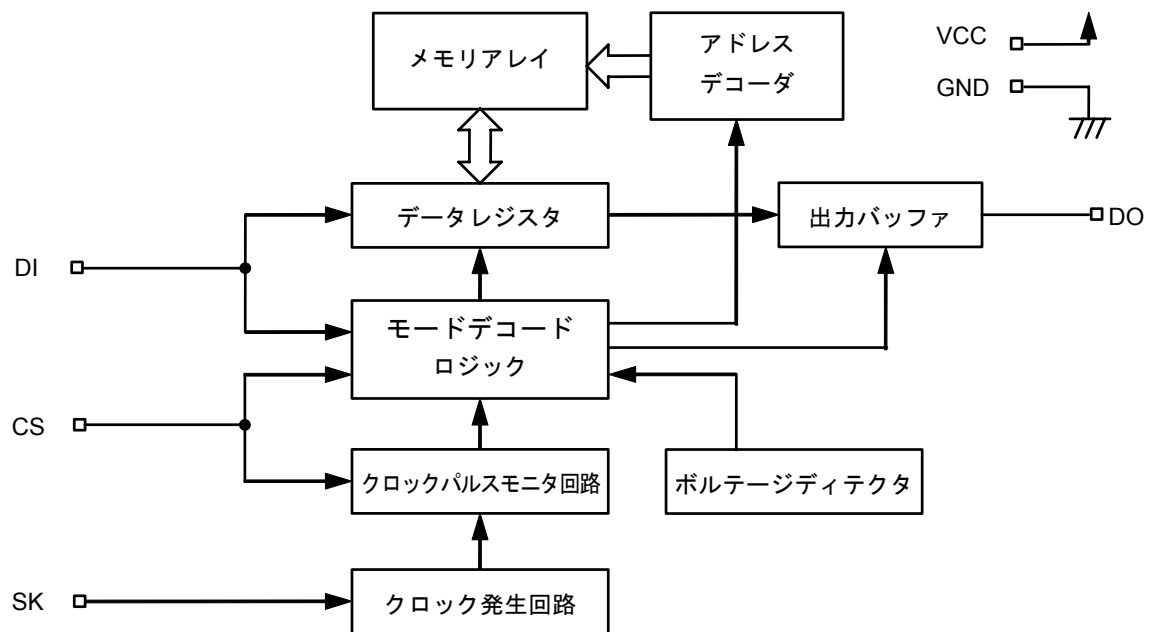 メモリアレイ
アドレス
デコーダ
VCC
GND
データレジスタ
出力バッファ
DO
DI
モードデコード
ロジック
CS
クロックパルスモニタ回路
ボルテージディテクタ
SK
クロック発生回路